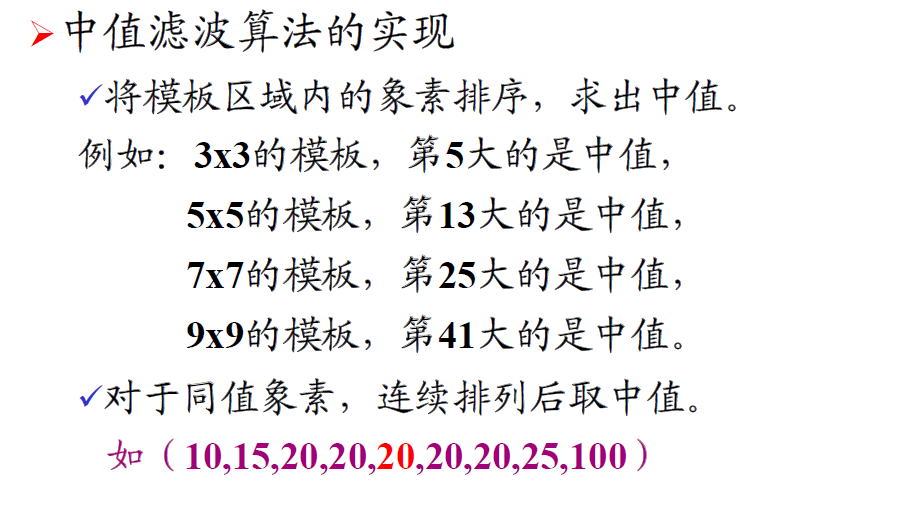 中值滤波算法的实现
将模板区域内的象素排序，求出中值。
例如：3x3的模板，第5大的是中值，
5x5的模板，第13大的是中值，
7x7的模板，第25大的是中值，
9x9的模板，第41大的是中值。
对于同值象素，连续排列后取中值。
如（10,15,20,20,20,20,20,25,100）